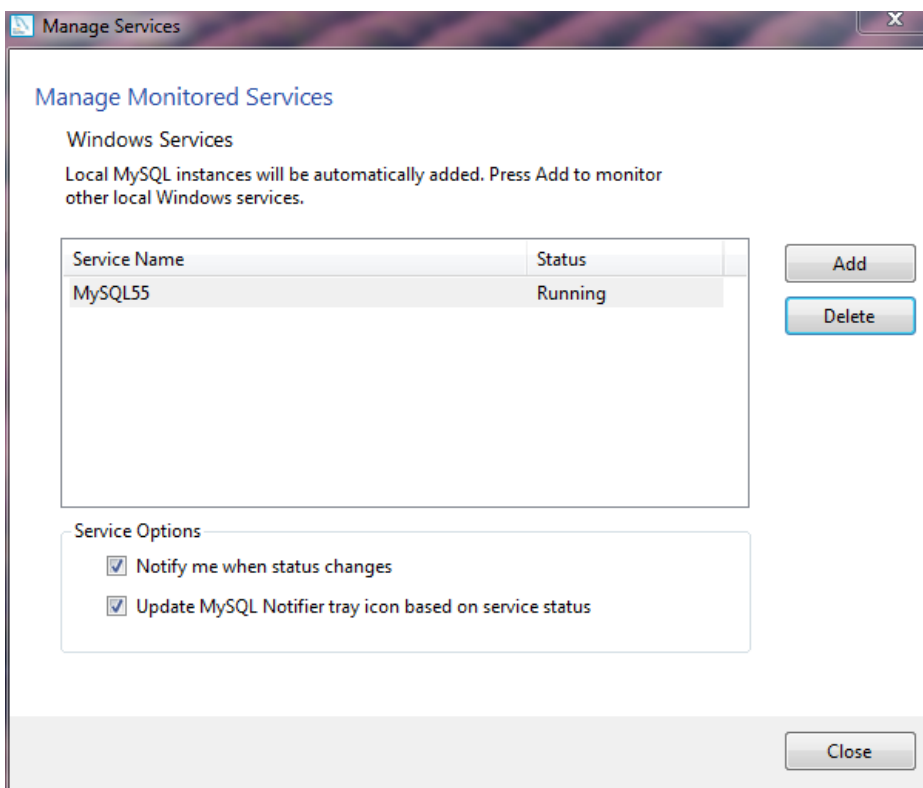 Manage Services
X
Manage Monitored Services
Windows Services
Local MySQL instances will be automatically added. Press Add to monitor
other local Windows services.
Service Name Status
MySQL55 Running
Add
Delete
Service Options
Notify me when status changes
Update MySQL Notifier tray icon based on service status
Close